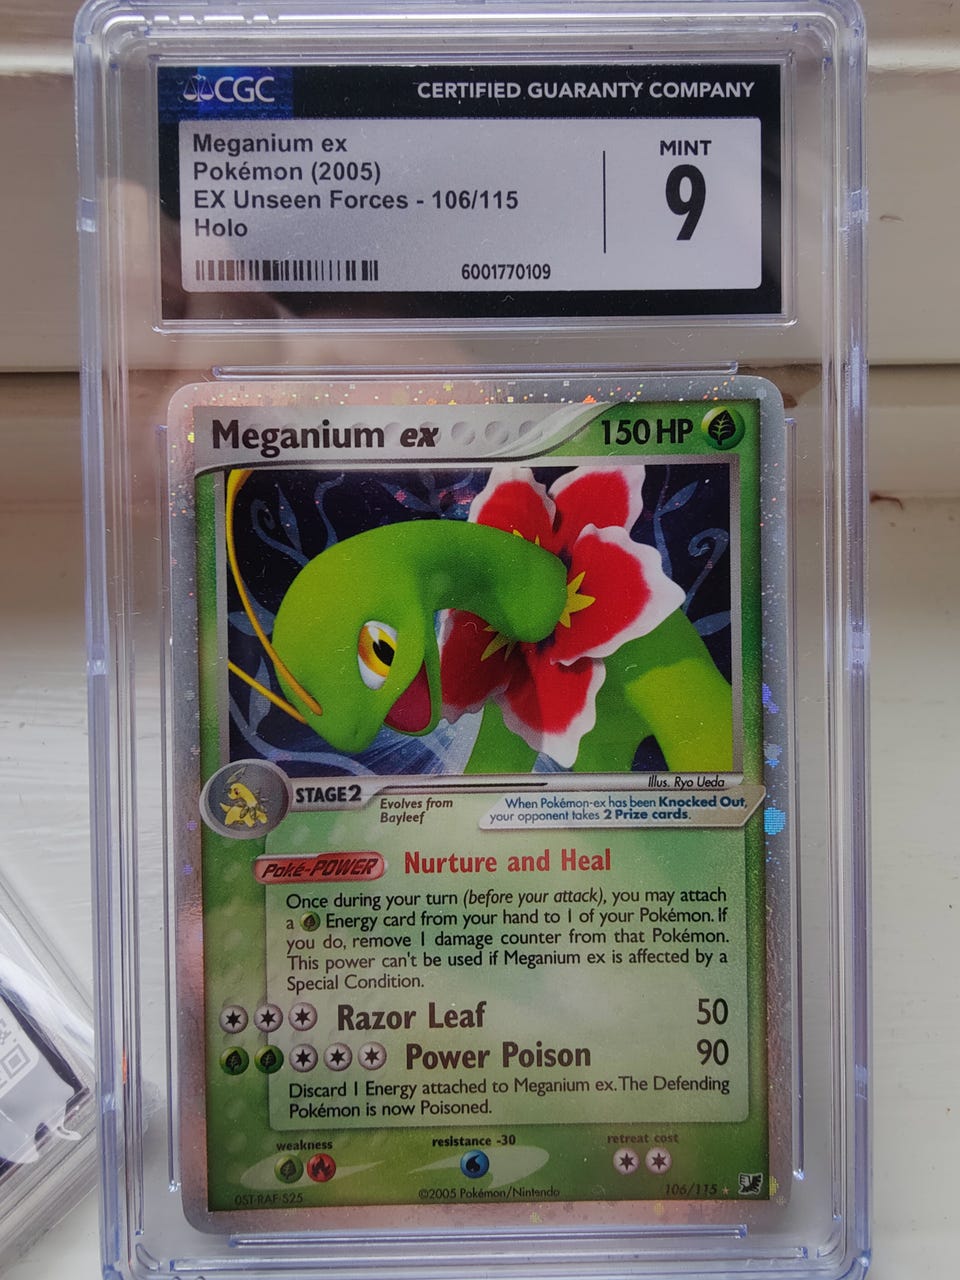 CGC
CERTIFIED GUARANTY COMPANY
Meganium ex
Pokémon (2005)
EX Unseen Forces - 106/115
Holo
MINT
9
6001770109
Meganium ex 150 HP
Illus. Ryo Ueda
STAGE2
Evolves from
Bayleef
When Pokémon-ex has been Knocked Out,
your opponent takes 2 Prize cards.
Poké-POWER Nurture and Heal
Once during your turn (before your attack), you may attach
a Energy card from your hand to 1 of your Pokémon. If
you do, remove 1 damage counter from that Pokémon.
This power can't be used if Meganium ex is affected by a
Special Condition.
Razor Leaf 50
Power Poison 90
Discard 1 Energy attached to Meganium ex. The Defending
Pokémon is now Poisoned.
weakness
resistance -30
retreat cost
0ST-RAF-S25
©2005 Pokémon/Nintendo
106/115